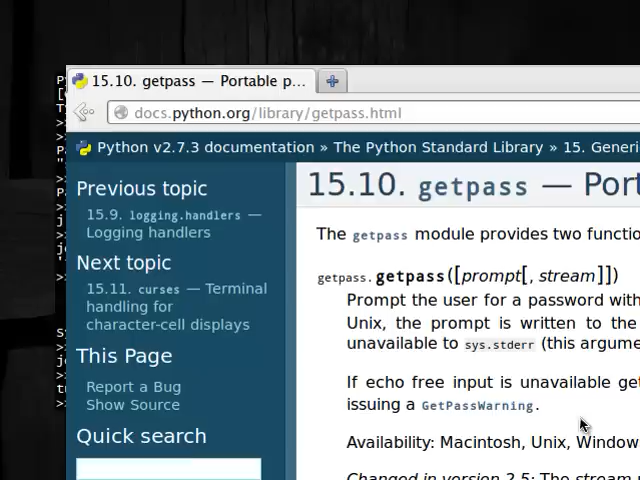 15.10. getpass — Portable p...
docs.python.org/library/getpass.html
Python v2.7.3 documentation » The Python Standard Library » 15. Generi
Previous topic
15.9. logging.handlers —
Logging handlers
Next topic
15.11. curses — Terminal
handling for
character-cell displays
This Page
Report a Bug
Show Source
Quick search
15.10. getpass — Port
The getpass module provides two functio
getpass.getpass([prompt[, stream]])
Prompt the user for a password with
Unix, the prompt is written to the
unavailable to sys.stderr (this argume
If echo free input is unavailable get
issuing a GetPassWarning.
Availability: Macintosh, Unix, Window
Changed in version 2.5: The stream